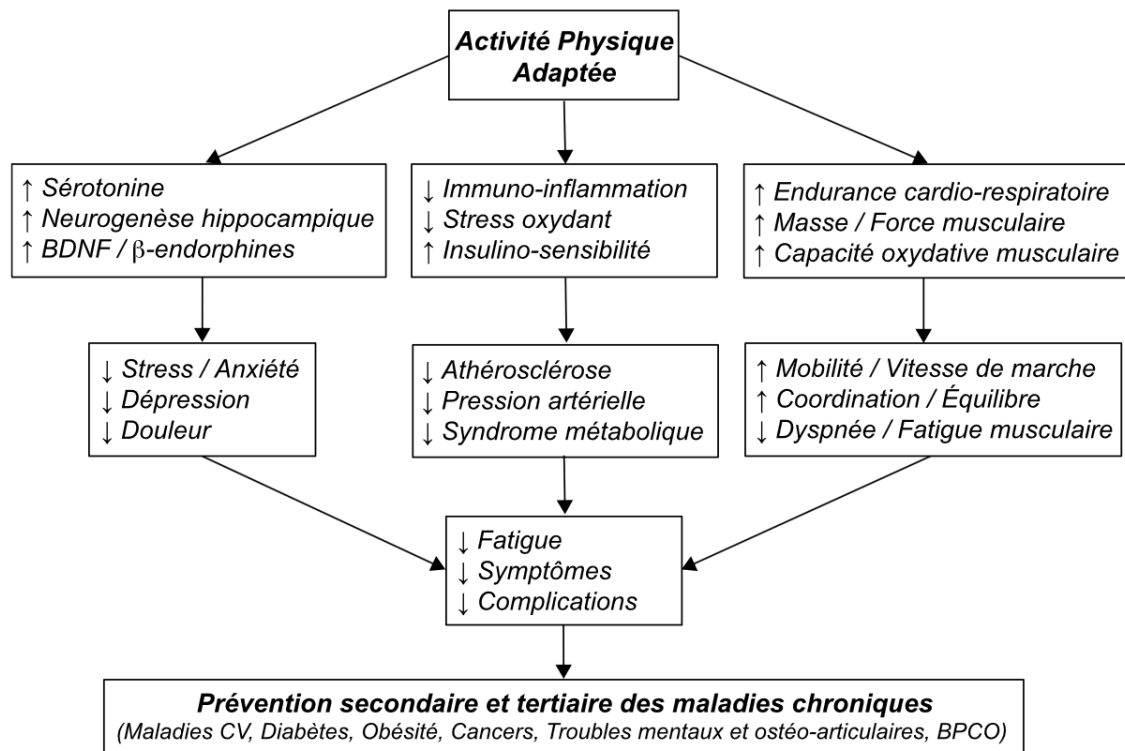 Activité Physique
Adaptée
↑ Sérotonine
↑ Neurogenèse hippocampique
↑ BDNF / β-endorphines
↓ Immuno-inflammation
↓ Stress oxydant
↑ Insulino-sensibilité
↑ Endurance cardio-respiratoire
↑ Masse / Force musculaire
↑ Capacité oxydative musculaire
↓ Stress / Anxiété
↓ Dépression
↓ Douleur
↓ Athérosclérose
↓ Pression artérielle
↓ Syndrome métabolique
↑ Mobilité / Vitesse de marche
↑ Coordination / Équilibre
↓ Dyspnée / Fatigue musculaire
↓ Fatigue
↓ Symptômes
↓ Complications
Prévention secondaire et tertiaire des maladies chroniques
(Maladies CV, Diabètes, Obésité, Cancers, Troubles mentaux et ostéo-articulaires, BPCO)